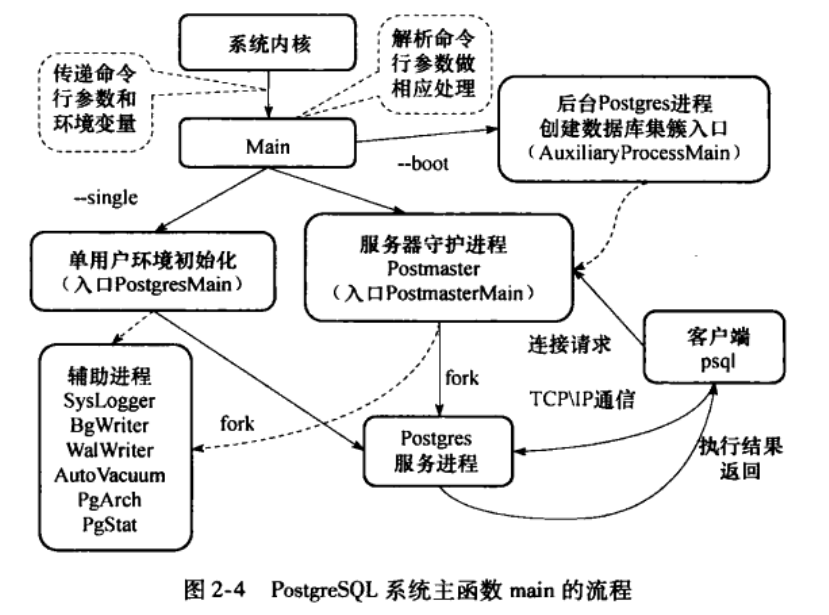 系统内核
传递命令
行参数和
环境变量
解析命令
行参数做
相应处理
Main
后台Postgres进程
创建数据库集簇入口
（AuxiliaryProcessMain）
--boot
--single
单用户环境初始化
（入口PostgresMain）
服务器守护进程
Postmaster
（入口PostmasterMain）
连接请求
客户端
psql
辅助进程
SysLogger
BgWriter
WalWriter
AutoVacuum
PgArch
PgStat
fork
fork
TCP\IP通信
Postgres
服务进程
执行结果
返回
图 2-4 PostgreSQL 系统主函数 main 的流程